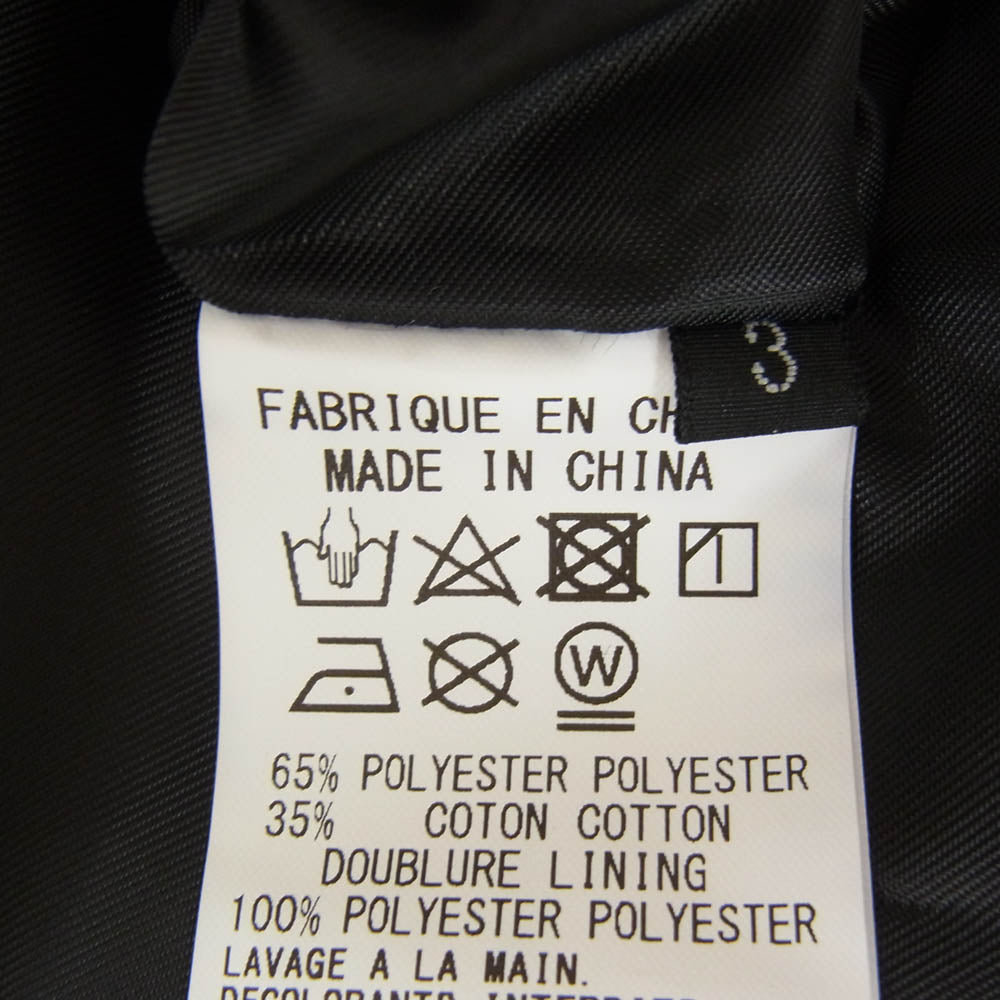 3
FABRIQUE EN
MADE IN CHINA
W
65% POLYESTER POLYESTER
35% COTON COTTON
DOUBLURE LINING
100% POLYESTER POLYESTER
LAVAGE A LA MAIN.